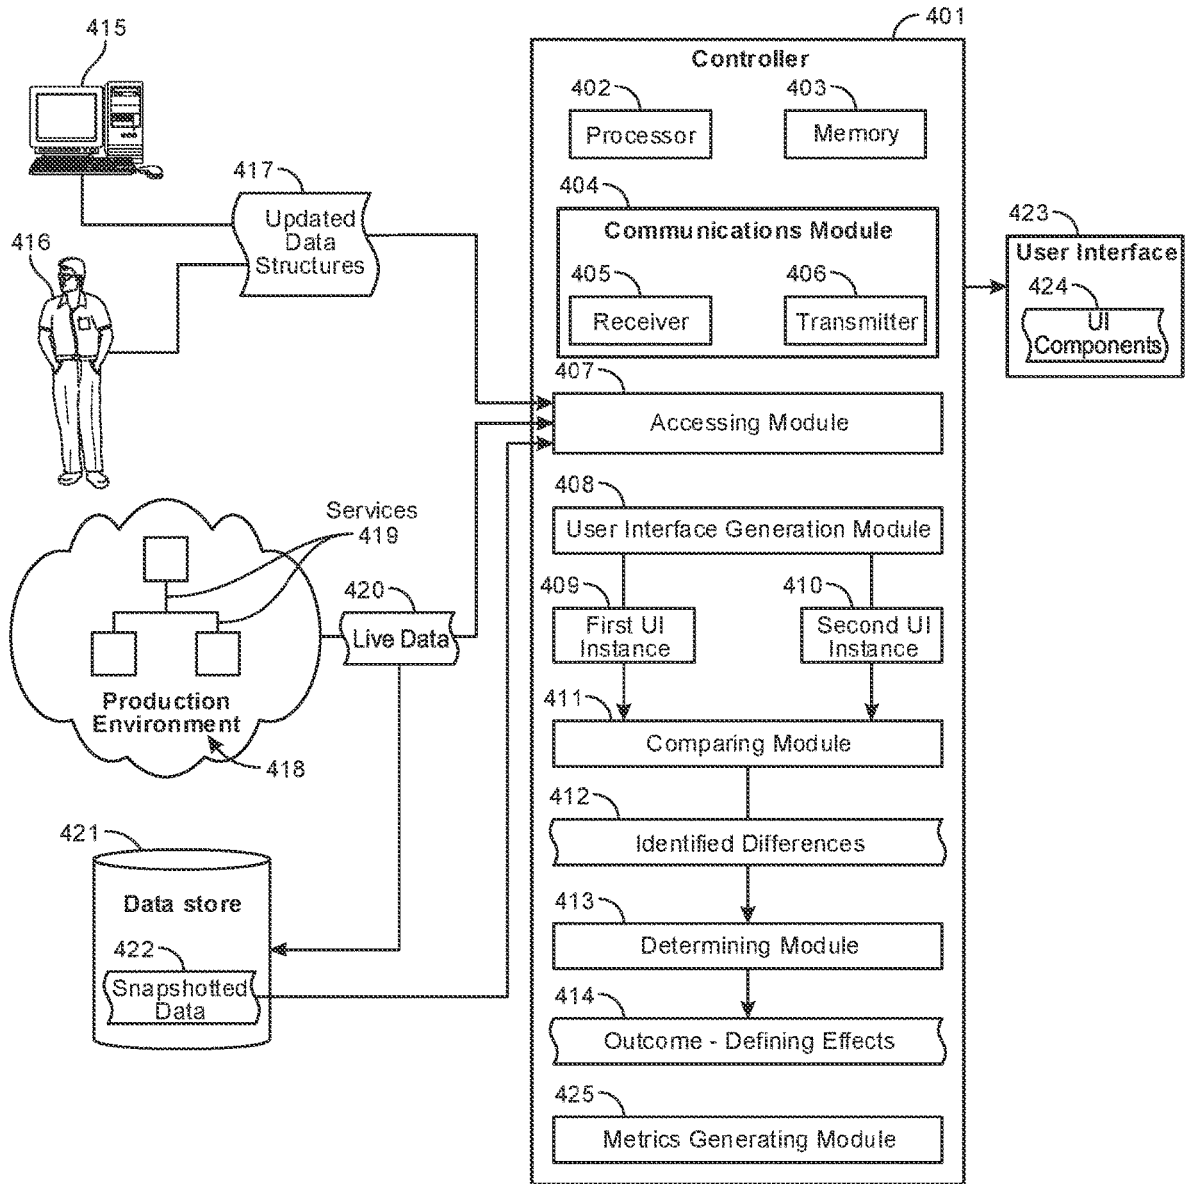 415
417
Updated
Data
Structures
416
Services
419
420
Live Data
Production
Environment
418
421
Data store
422
Snapshotted
Data
401
Controller
402
Processor
403
Memory
404
Communications Module
405
Receiver
406
Transmitter
407
Accessing Module
408
User Interface Generation Module
409
First UI
Instance
410
Second UI
Instance
411
Comparing Module
412
Identified Differences
413
Determining Module
414
Outcome - Defining Effects
425
Metrics Generating Module
423
User Interface
424
UI
Components